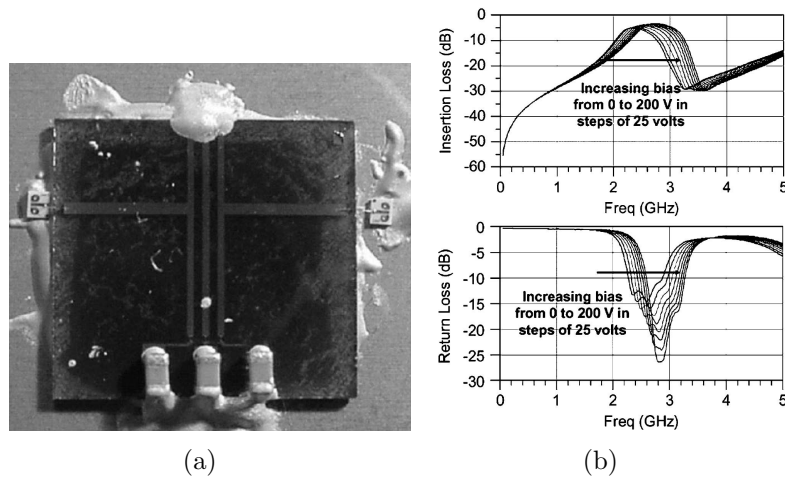 (b)
0
-10
-20
-30
-40
-50
-60
Insertion Loss (dB)
Increasing bias
from 0 to 200 V in
steps of 25 volts
0 1 2 3 4 5
Freq (GHz)
0
-5
-10
-15
-20
-25
-30
Return Loss (dB)
Increasing bias
from 0 to 200 V in
steps of 25 volts
0 1 2 3 4 5
Freq (GHz)
(a)
(b)